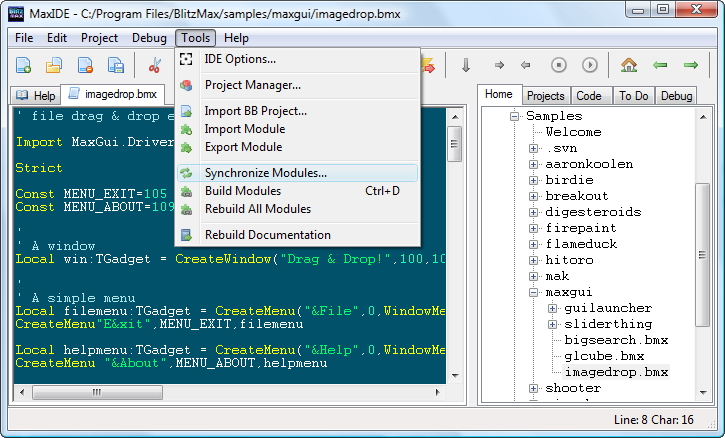 MaxIDE - C:/Program Files/BlitzMax/samples/maxgui/imagedrop.bmx
File Edit Project Debug Tools Help
IDE Options...
Project Manager...
Import BB Project...
Import Module
Export Module
Synchronize Modules...
Build Modules Ctrl+D
Rebuild All Modules
Rebuild Documentation
Help imagedrop.bmx
' file drag & drop e
Import MaxGui.Driver
Strict
Const MENU_EXIT=105
Const MENU_ABOUT=109
'
' A window
Local win:TGadget = CreateWindow("Drag & Drop!",100,10
'
' A simple menu
Local filemenu:TGadget = CreateMenu("&File",0,WindowMe
CreateMenu"E&xit",MENU_EXIT,filemenu
Local helpmenu:TGadget = CreateMenu("&Help",0,WindowMe
CreateMenu "&About",MENU_ABOUT,helpmenu
Home Projects Code To Do Debug
Samples
Welcome
.svn
aaronkoolen
birdie
breakout
digesteroids
firepaint
flameduck
hitoro
mak
maxgui
guilauncher
sliderthing
bigsearch.bmx
glcube.bmx
imagedrop.bmx
shooter
Line: 8 Char: 16